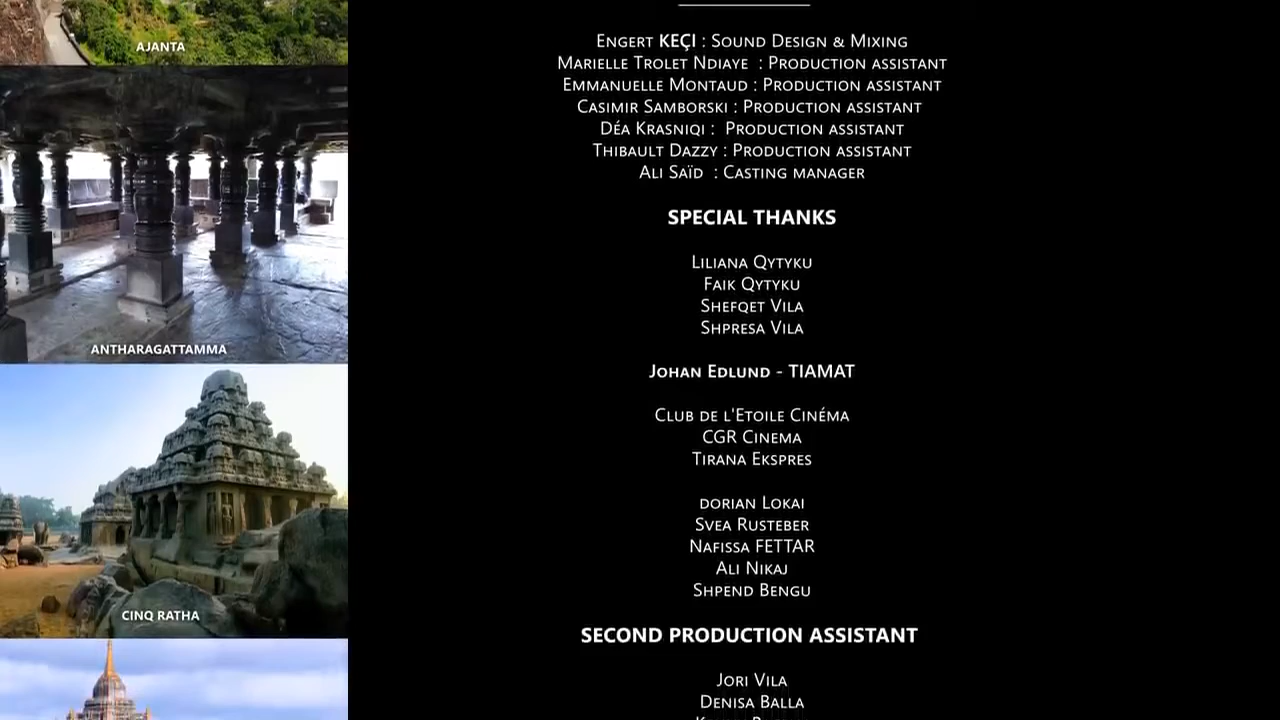 AJANTA
ANTHARAGATTAMMA
CINQ RATHA
Engert KEÇI : Sound Design & Mixing
Marielle Trolet Ndiaye : Production assistant
Emmanuelle Montaud : Production assistant
Casimir Samborski : Production assistant
Déa Krasniqi : Production assistant
Thibault Dazzy : Production assistant
Ali Saïd : Casting manager
SPECIAL THANKS
Liliana Qytyku
Faik Qytyku
Shefqet Vila
Shpresa Vila
Johan Edlund - TIAMAT
Club de l'Etoile Cinéma
CGR Cinema
Tirana Ekspres
dorian Lokai
Svea Rusteber
Nafissa FETTAR
Ali Nikaj
Shpend Bengu
SECOND PRODUCTION ASSISTANT
Jori Vila
Denisa Balla